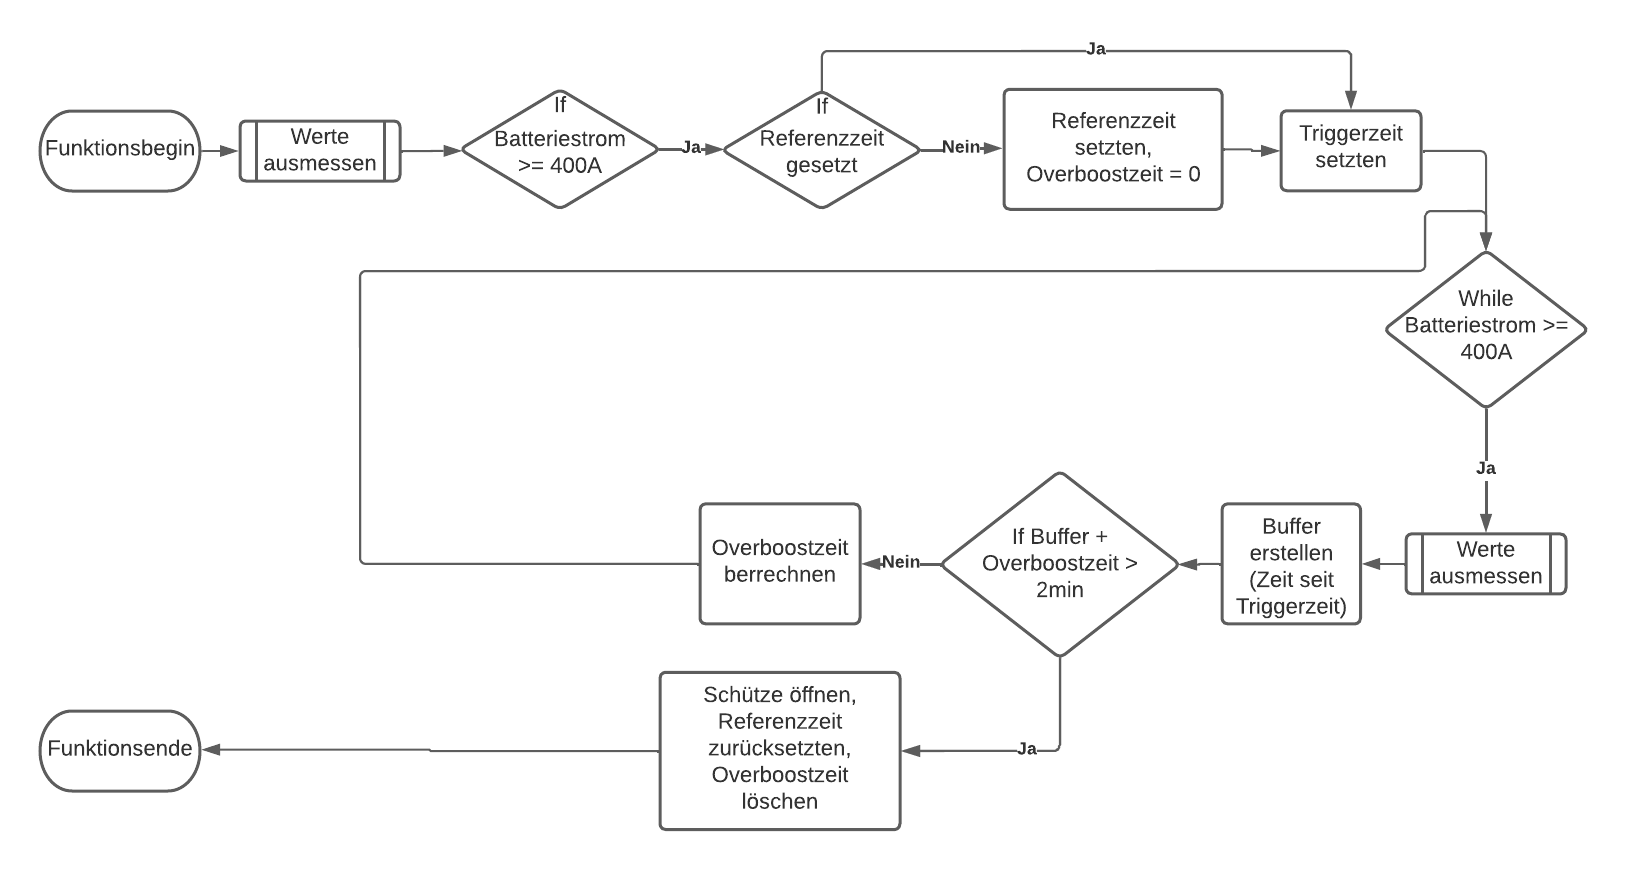 Ja
Funktionsbegin
Werte
ausmessen
If
Batteriestrom
>= 400A
Ja
If
Referenzzeit
gesetzt
Nein
Referenzzeit
setzten,
Overboostzeit = 0
Triggerzeit
setzten
While
Batteriestrom >=
400A
Ja
Werte
ausmessen
Buffer
erstellen
(Zeit seit
Triggerzeit)
If Buffer +
Overboostzeit >
2min
Nein
Overboostzeit
berrechnen
Ja
Schütze öffnen,
Referenzzeit
zurücksetzten,
Overboostzeit
löschen
Funktionsende